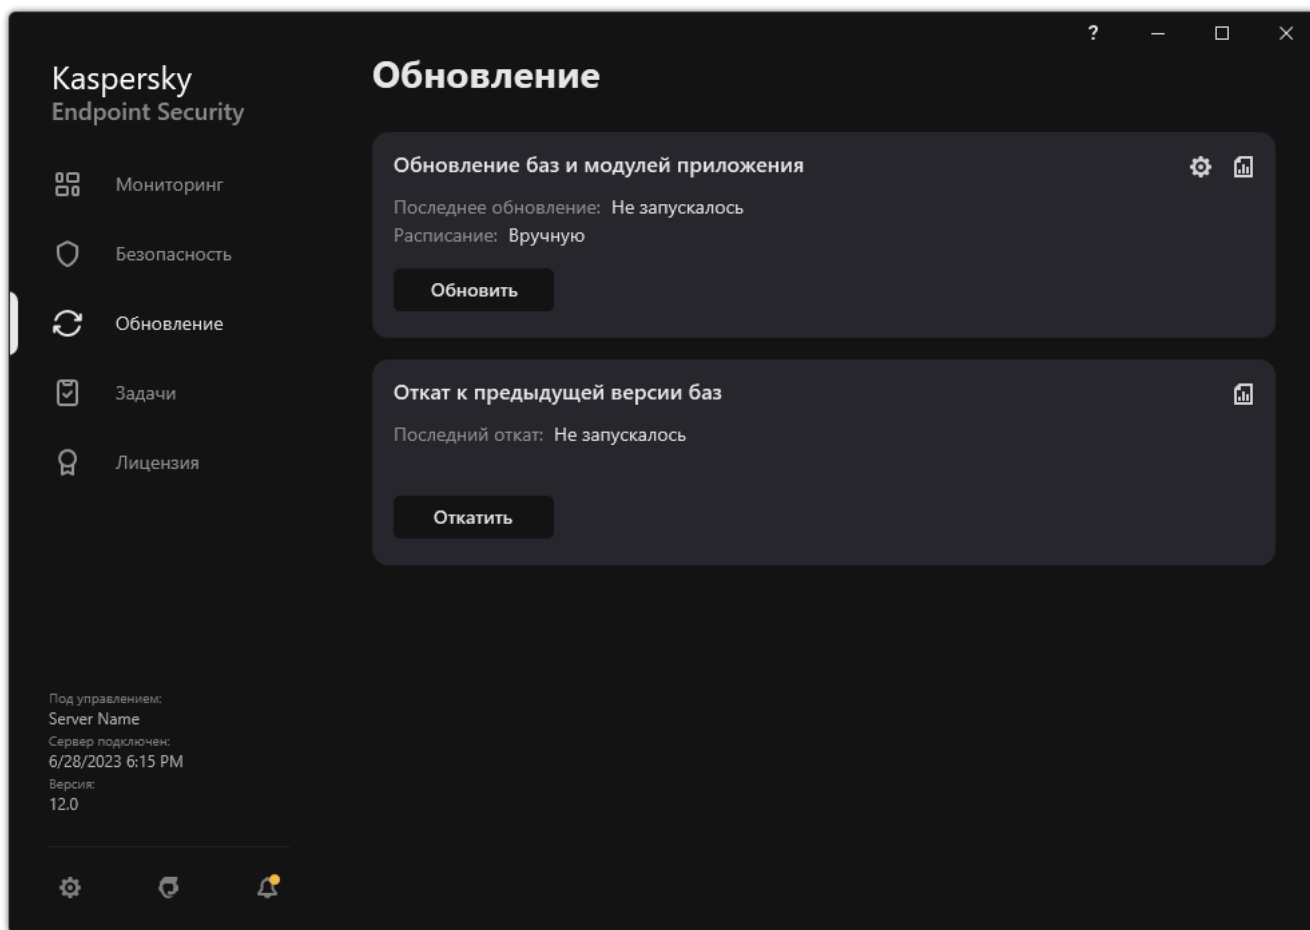 ?
Kaspersky
Endpoint Security
Мониторинг
Безопасность
Обновление
Задачи
Лицензия
Под управлением:
Server Name
Сервер подключен:
6/28/2023 6:15 PM
Версия:
12.0
Обновление
Обновление баз и модулей приложения
Последнее обновление: Не запускалось
Расписание: Вручную
Обновить
Откат к предыдущей версии баз
Последний откат: Не запускалось
Откатить